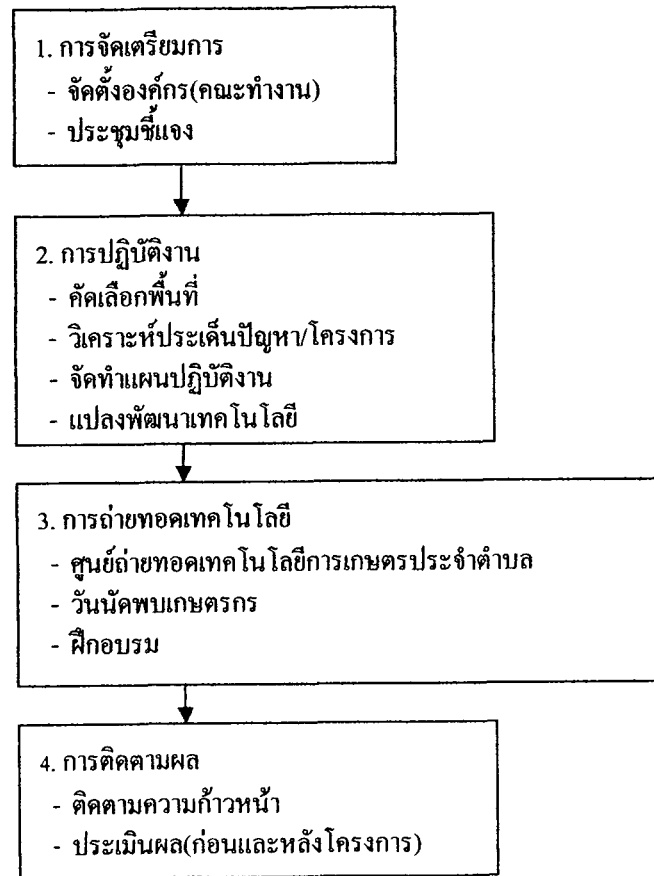 1. การจัดเตรียมการ
- จัดตั้งองค์กร(คณะทำงาน)
- ประชุมชี้แจง
2. การปฏิบัติงาน
- คัดเลือกพื้นที่
- วิเคราะห์ประเด็นปัญหา/โครงการ
- จัดทำแผนปฏิบัติงาน
- แปลงพัฒนาเทคโนโลยี
3. การถ่ายทอดเทคโนโลยี
- ศูนย์ถ่ายทอดเทคโนโลยีการเกษตรประจำตำบล
- วันนัดพบเกษตรกร
- ฝึกอบรม
4. การติดตามผล
- ติดตามความก้าวหน้า
- ประเมินผล(ก่อนและหลังโครงการ)